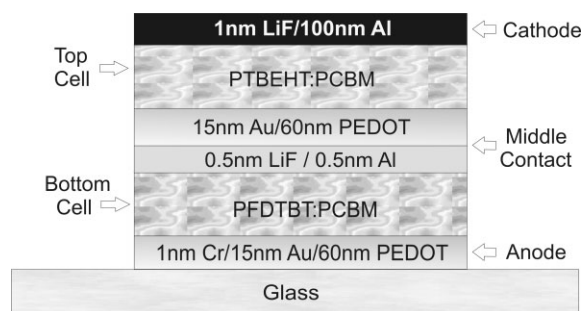 1nm LiF/100nm Al
Cathode
Top
Cell
PTBEHT:PCBM
15nm Au/60nm PEDOT
Middle
Contact
0.5nm LiF / 0.5nm Al
Bottom
Cell
PFDTBT:PCBM
1nm Cr/15nm Au/60nm PEDOT
Anode
Glass